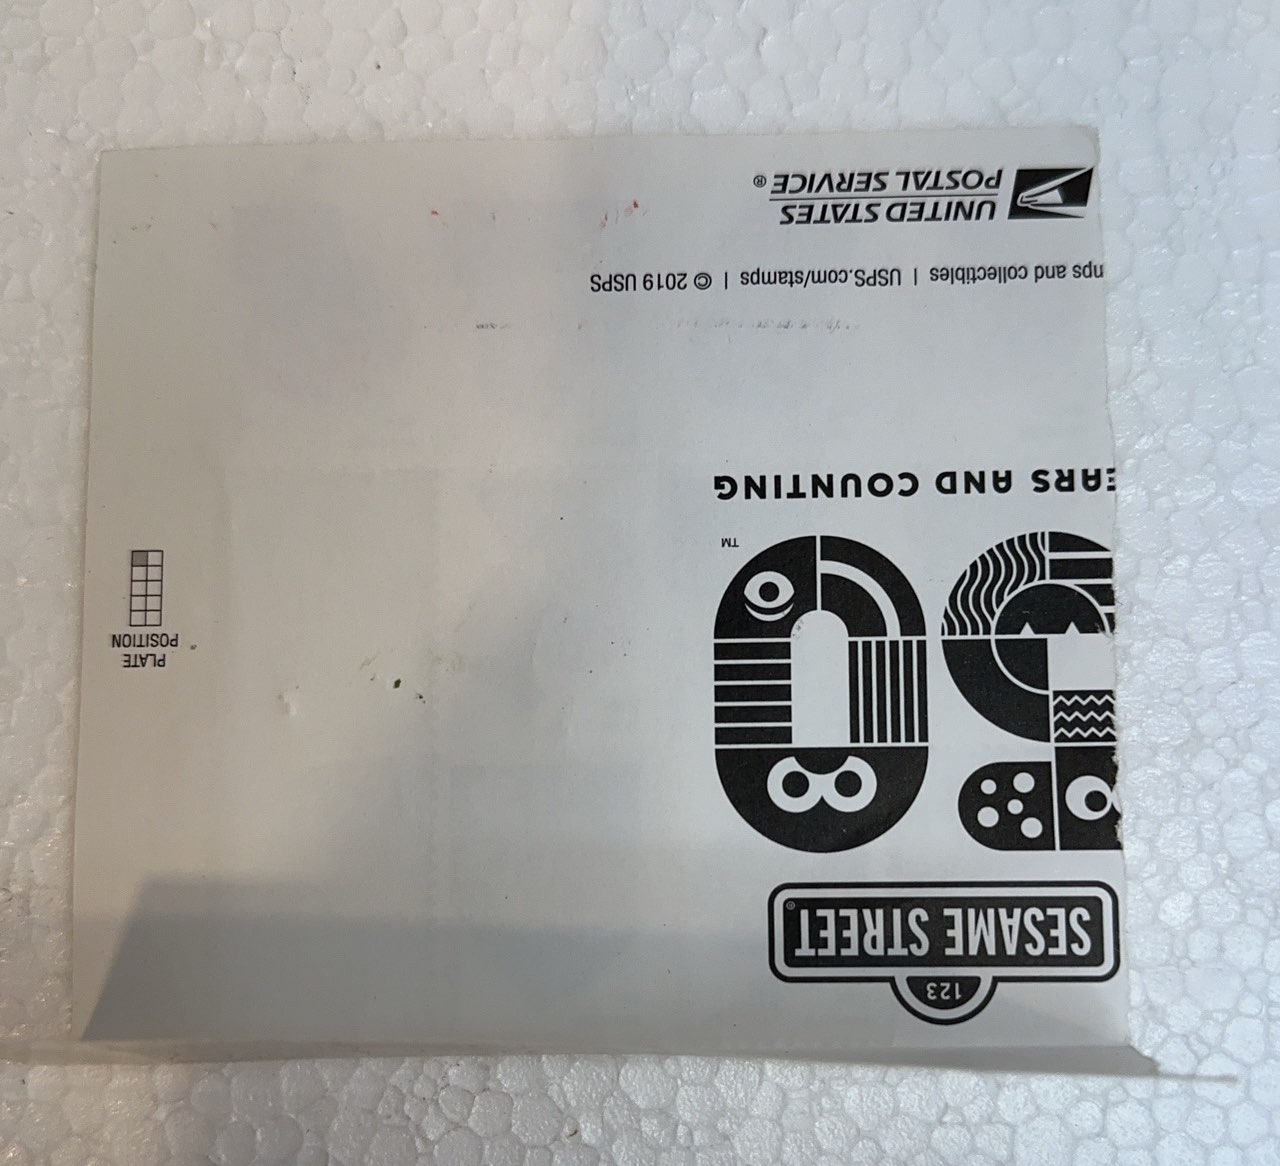 123
SESAME STREET®
50 TM
EARS AND COUNTING
PLATE
POSITION
mps and collectibles | USPS.com/stamps | © 2019 USPS
UNITED STATES
POSTAL SERVICE®